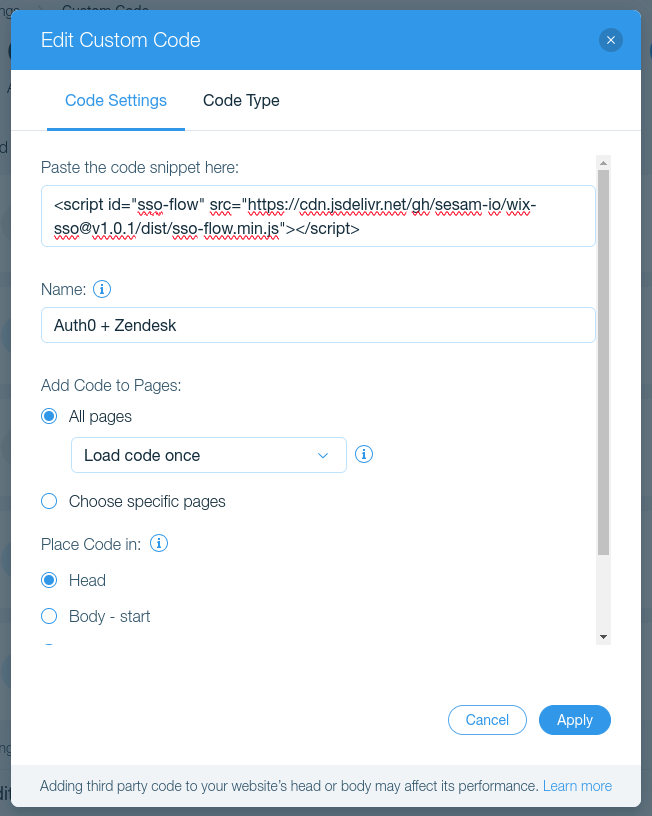 Custom Code
Edit Custom Code
Code Settings
Code Type
Paste the code snippet here:
<script id="sso-flow" src="https://cdn.jsdelivr.net/gh/sesam-io/wix-
sso@v1.0.1/dist/sso-flow.min.js"></script>
Name:
Auth0 + Zendesk
Add Code to Pages:
All pages
Load code once
Choose specific pages
Place Code in:
Head
Body - start
Cancel
Apply
Adding third party code to your website's head or body may affect its performance. Learn more